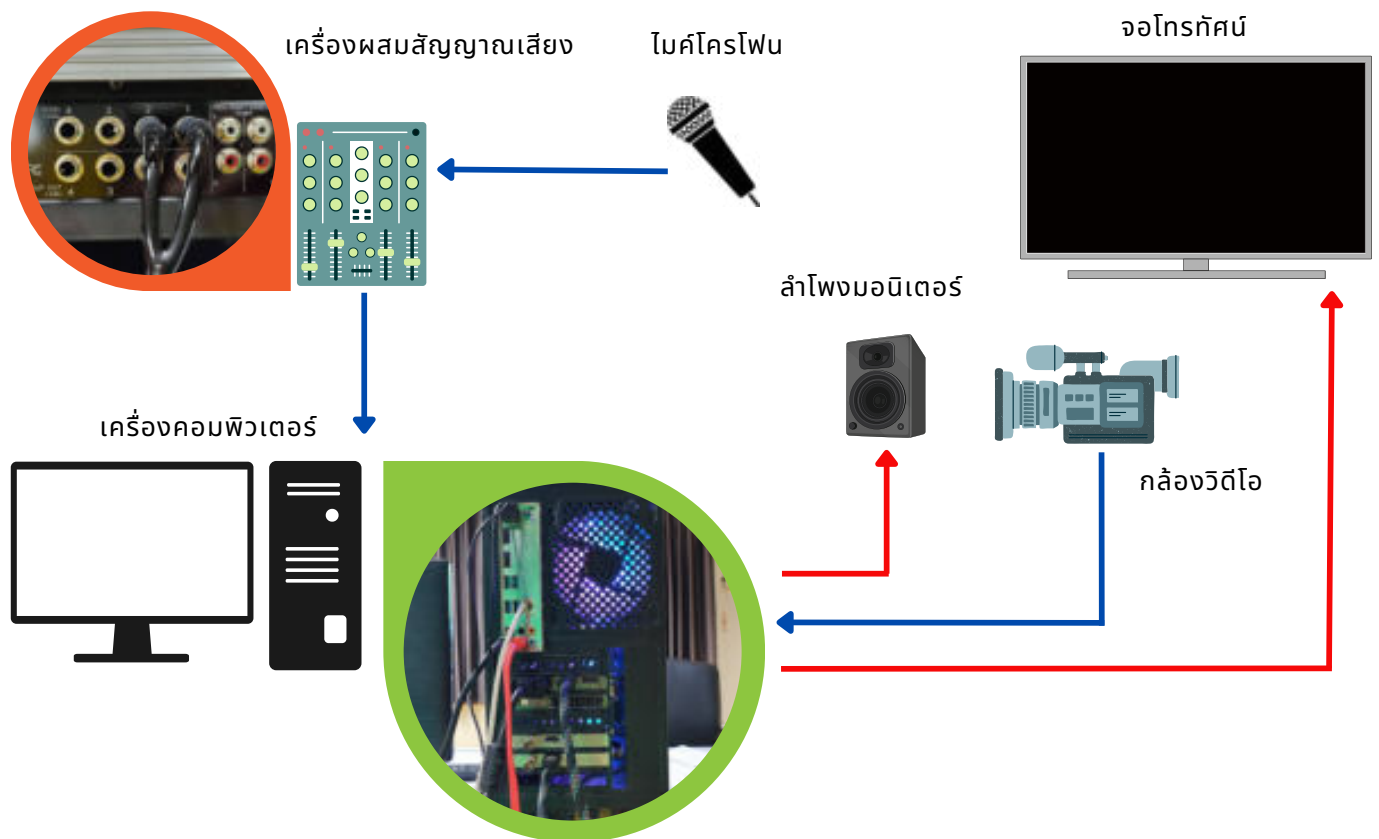 เครื่องผสมสัญญาณเสียง
ไมค์โครโฟน
จอโทรทัศน์
ลำโพงมอนิเตอร์
เครื่องคอมพิวเตอร์
กล้องวิดีโอ